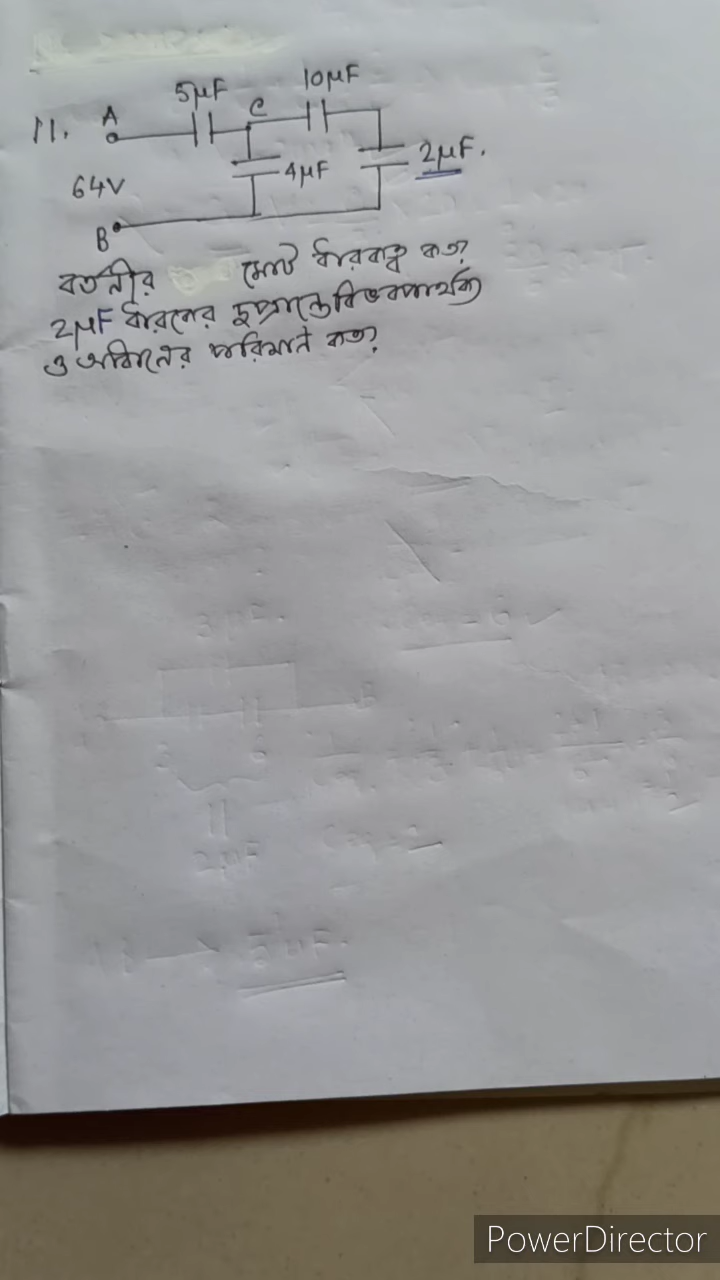 11.
A
5μF
C
10μF
64V
4μF
2μF.
B
বর্তনীর মোট ধারকত্ব কত?
2μF ধারকের দুপ্রান্তে বিভবপার্থক্য
ও আধানের পরিমাণ কত?
PowerDirector